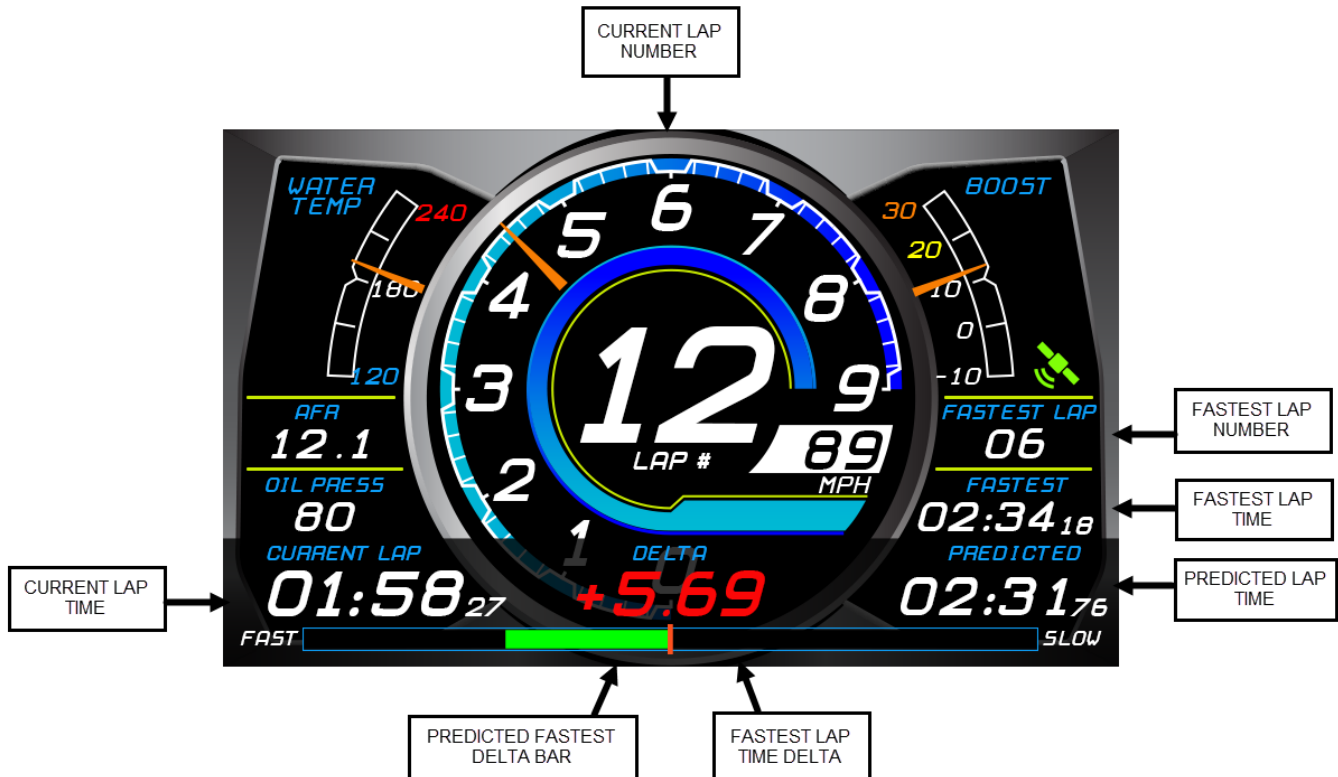 CURRENT LAP
NUMBER
WATER
TEMP
240
180
120
AFR
12.1
OIL PRESS
80
CURRENT LAP
01:58 27
0
1
2
3
4
5
6
7
8
9
12
LAP #
89
MPH
DELTA
+5.69
BOOST
30
20
10
0
-10
FASTEST LAP
06
FASTEST
02:34 18
PREDICTED
02:31 76
FAST
SLOW
FASTEST LAP
NUMBER
FASTEST LAP
TIME
PREDICTED LAP
TIME
CURRENT LAP
TIME
PREDICTED FASTEST
DELTA BAR
FASTEST LAP
TIME DELTA